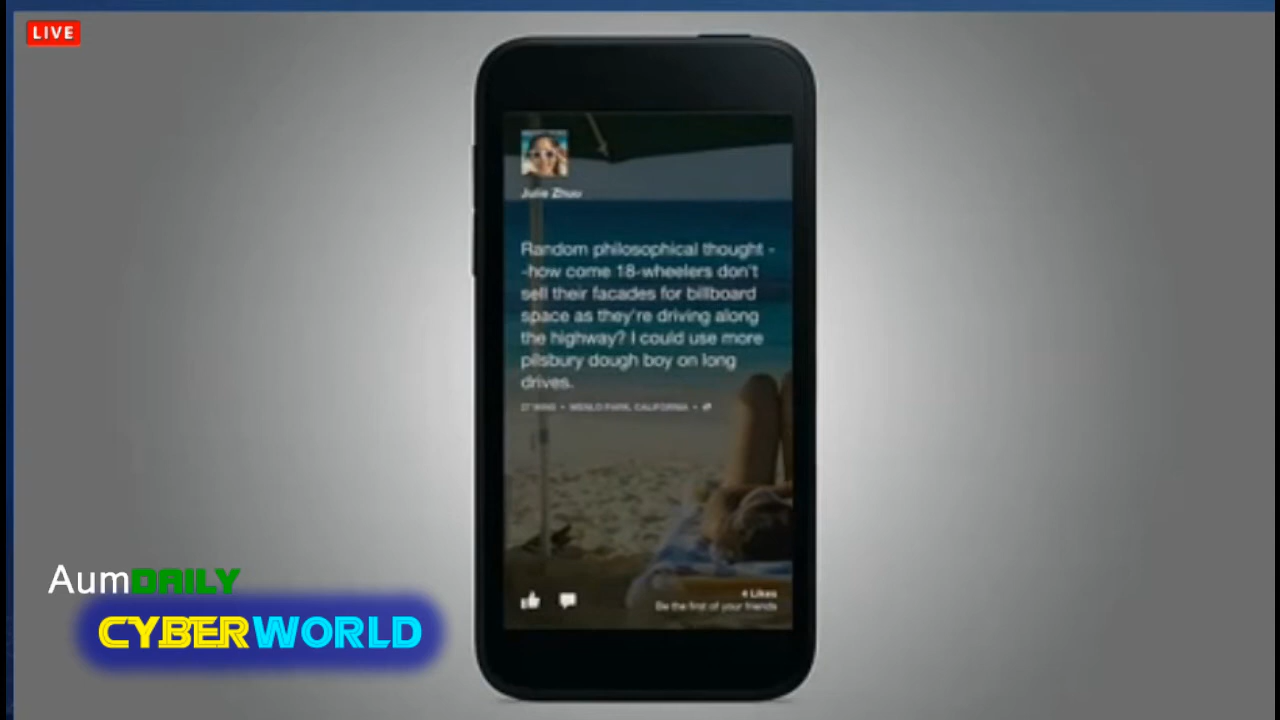 LIVE
Julie Zhuo
Random philosophical thought -
-how come 18-wheelers don't
sell their facades for billboard
space as they're driving along
the highway? I could use more
pilsbury dough boy on long
drives.
MENLO PARK, CALIFORNIA
4 Likes
Be the first of your friends
AumDAILY
CYBERWORLD